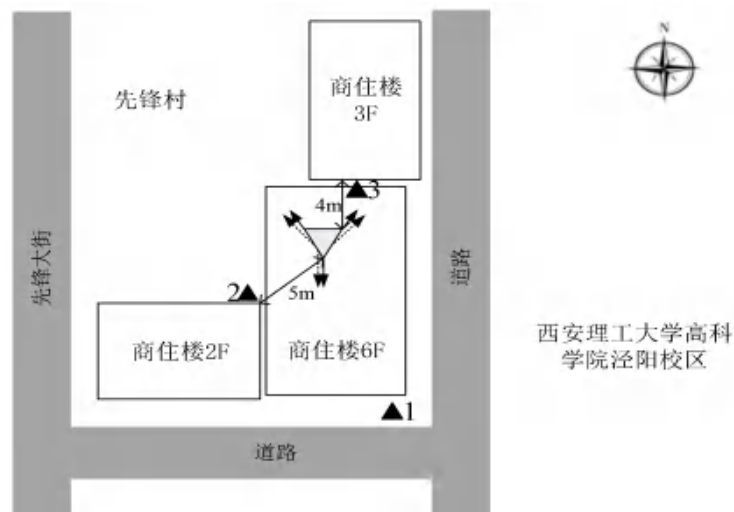 N
先锋村
商住楼
3F
3
4m
先锋大街
道路
2
5m
西安理工大学高科
学院泾阳校区
商住楼2F
商住楼6F
1
道路